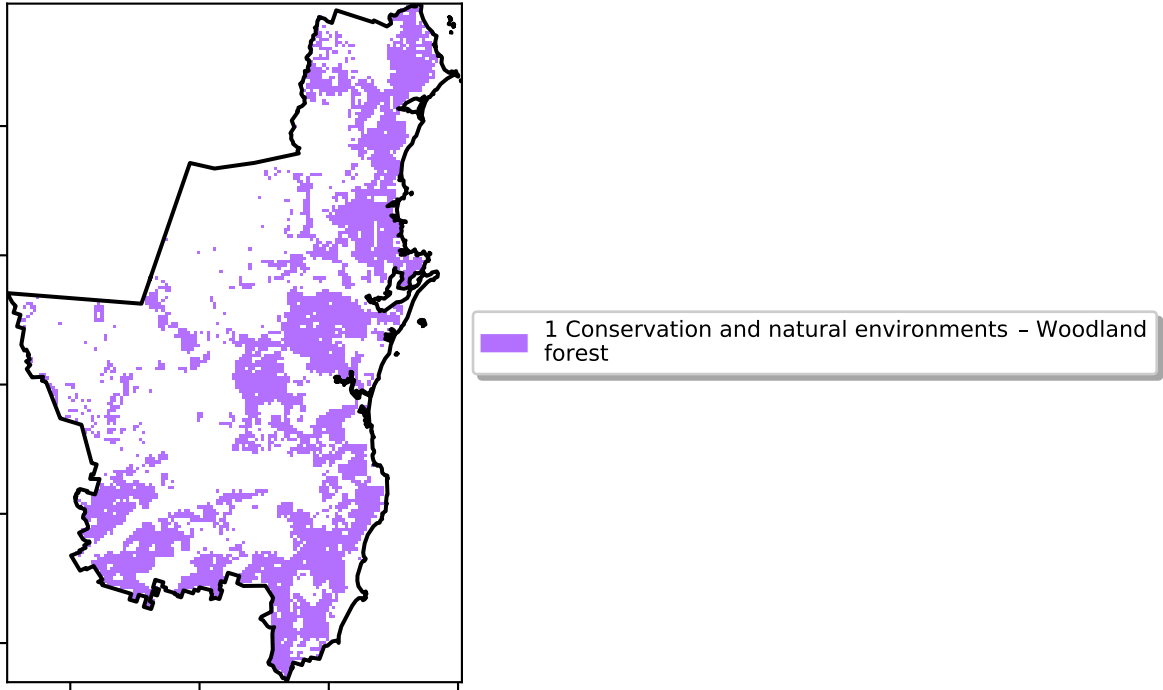 1 Conservation and natural environments – Woodland
forest